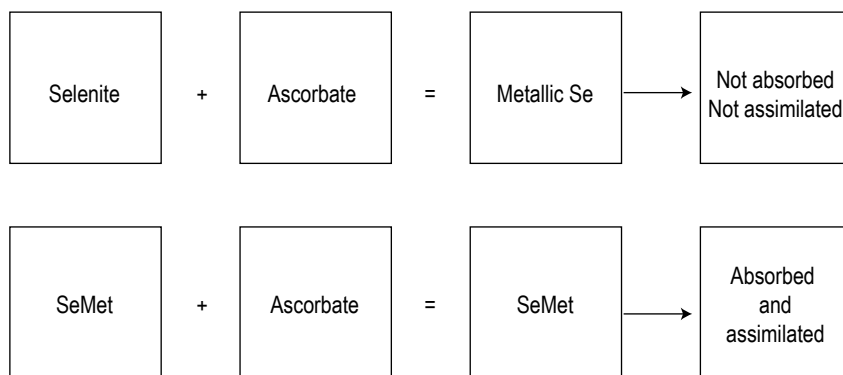 Selenite + Ascorbate = Metallic Se Not absorbed
Not assimilated
SeMet + Ascorbate = SeMet Absorbed
and
assimilated